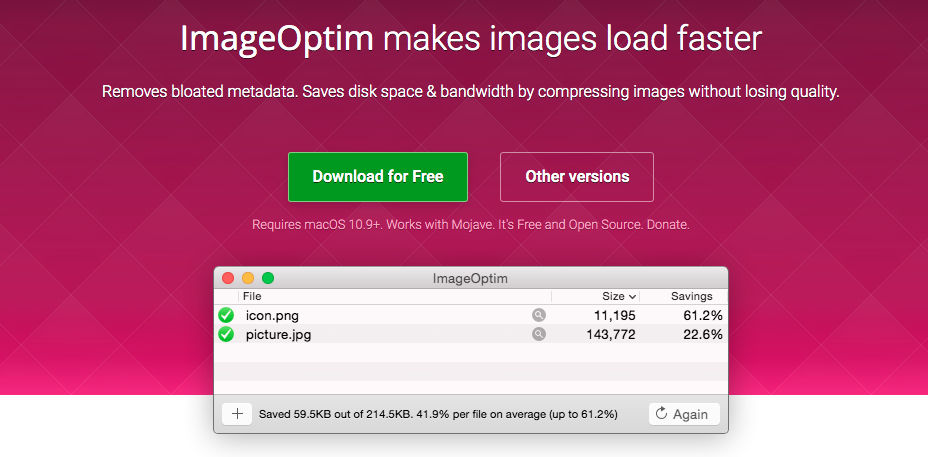 ImageOptim makes images load faster
Removes bloated metadata. Saves disk space & bandwidth by compressing images without losing quality.
Download for Free
Other versions
Requires macOS 10.9+. Works with Mojave. It's Free and Open Source. Donate.
ImageOptim
File Size Savings
icon.png 11,195 61.2%
picture.jpg 143,772 22.6%
Saved 59.5KB out of 214.5KB. 41.9% per file on average (up to 61.2%)
Again